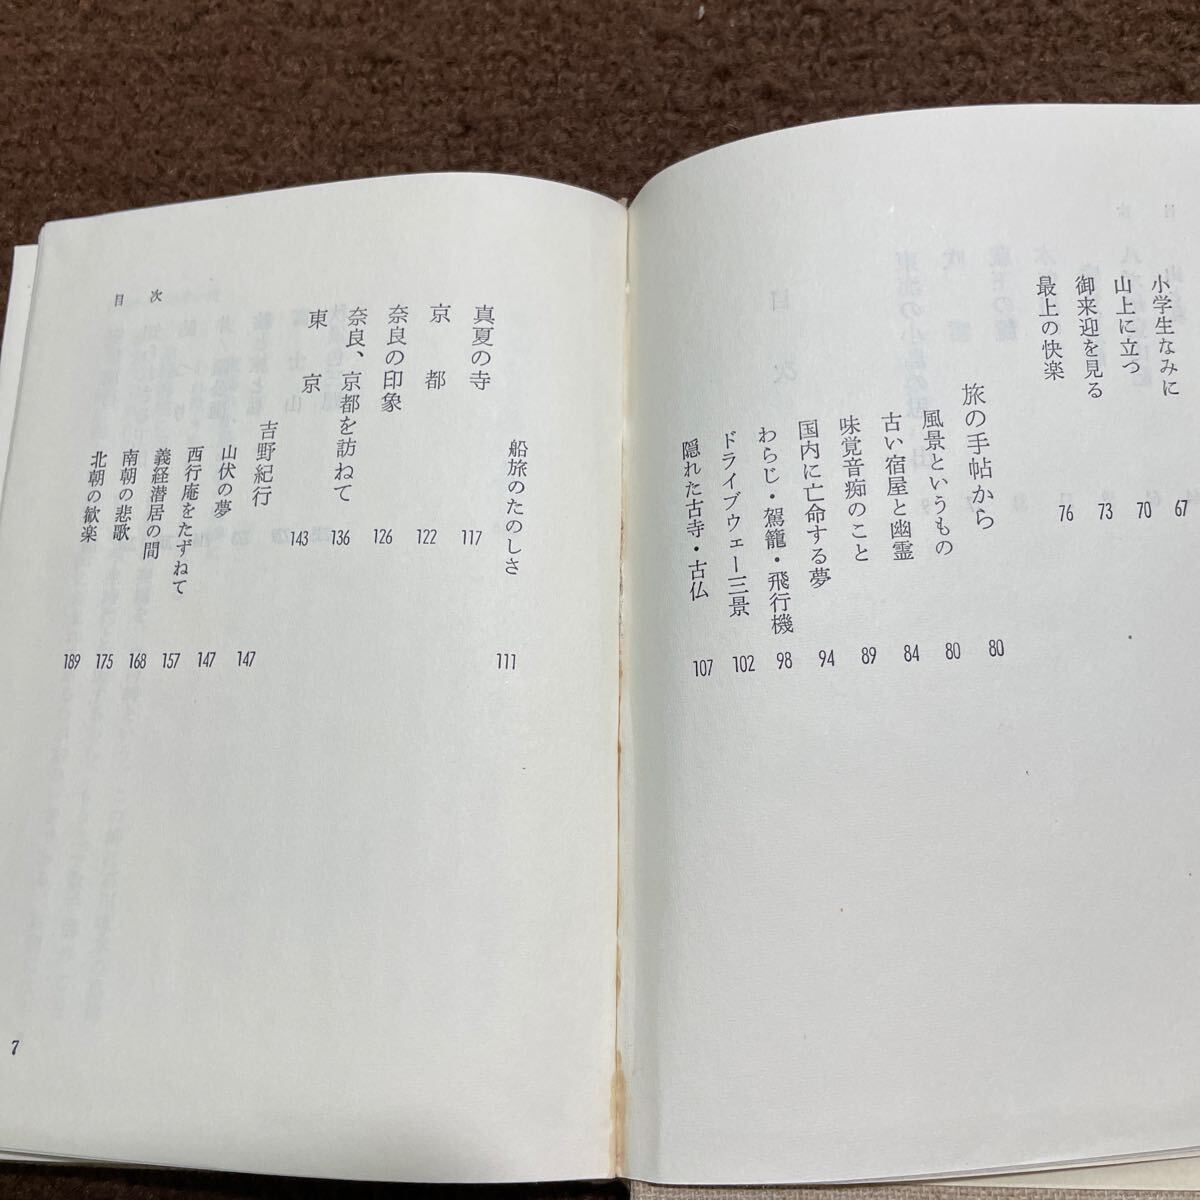 小学生なみに 67
山上に立つ 70
御来迎を見る 73
最上の快楽 76
旅の手帖から 80
風景というもの 80
古い宿屋と幽霊 84
味覚音痴のこと 89
国内に亡命する夢 94
わらじ・駕籠・飛行機 98
ドライブウェー三景 102
隠れた古寺・古仏 107
船旅のたのしさ 111
真夏の寺 117
京都 122
奈良の印象 126
奈良、京都を訪ねて 136
東京 143
吉野紀行 147
山伏の夢 147
西行庵をたずねて 157
義経潜居の間 168
南朝の悲歌 175
北朝の歓楽 189
目次
7